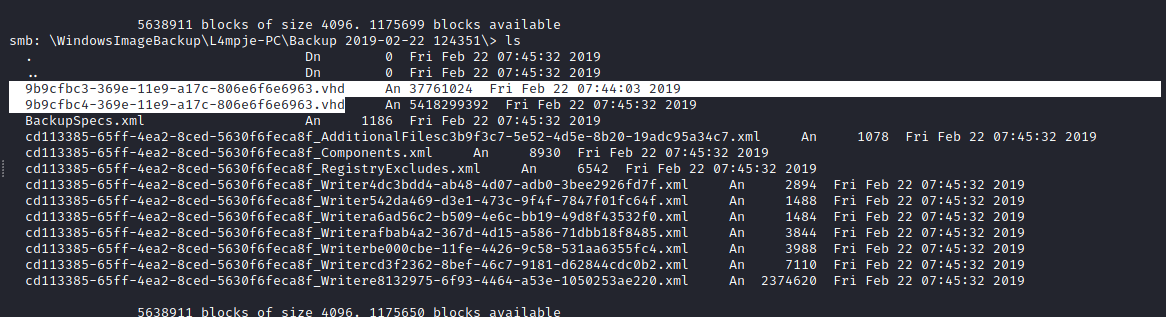 5638911 blocks of size 4096. 1175699 blocks available
smb: \WindowsImageBackup\L4mpje-PC\Backup 2019-02-22 124351\> ls
. Dn 0 Fri Feb 22 07:45:32 2019
.. Dn 0 Fri Feb 22 07:45:32 2019
9b9cfbc3-369e-11e9-a17c-806e6f6e6963.vhd An 37761024 Fri Feb 22 07:44:03 2019
9b9cfbc4-369e-11e9-a17c-806e6f6e6963.vhd An 5418299392 Fri Feb 22 07:45:32 2019
BackupSpecs.xml An 1186 Fri Feb 22 07:45:32 2019
cd113385-65ff-4ea2-8ced-5630f6feca8f_AdditionalFilesc3b9f3c7-5e52-4d5e-8b20-19adc95a34c7.xml An 1078 Fri Feb 22 07:45:32 2019
cd113385-65ff-4ea2-8ced-5630f6feca8f_Components.xml An 8930 Fri Feb 22 07:45:32 2019
cd113385-65ff-4ea2-8ced-5630f6feca8f_RegistryExcludes.xml An 6542 Fri Feb 22 07:45:32 2019
cd113385-65ff-4ea2-8ced-5630f6feca8f_Writer4dc3bdd4-ab48-4d07-adb0-3bee2926fd7f.xml An 2894 Fri Feb 22 07:45:32 2019
cd113385-65ff-4ea2-8ced-5630f6feca8f_Writer542da469-d3e1-473c-9f4f-7847f01fc64f.xml An 1488 Fri Feb 22 07:45:32 2019
cd113385-65ff-4ea2-8ced-5630f6feca8f_Writera6ad56c2-b509-4e6c-bb19-49d8f43532f0.xml An 1484 Fri Feb 22 07:45:32 2019
cd113385-65ff-4ea2-8ced-5630f6feca8f_Writerafbab4a2-367d-4d15-a586-71dbb18f8485.xml An 3844 Fri Feb 22 07:45:32 2019
cd113385-65ff-4ea2-8ced-5630f6feca8f_Writerbe000cbe-11fe-4426-9c58-531aa6355fc4.xml An 3988 Fri Feb 22 07:45:32 2019
cd113385-65ff-4ea2-8ced-5630f6feca8f_Writercd3f2362-8bef-46c7-9181-d62844cdc0b2.xml An 7110 Fri Feb 22 07:45:32 2019
cd113385-65ff-4ea2-8ced-5630f6feca8f_Writere8132975-6f93-4464-a53e-1050253ae220.xml An 2374620 Fri Feb 22 07:45:32 2019
5638911 blocks of size 4096. 1175650 blocks available